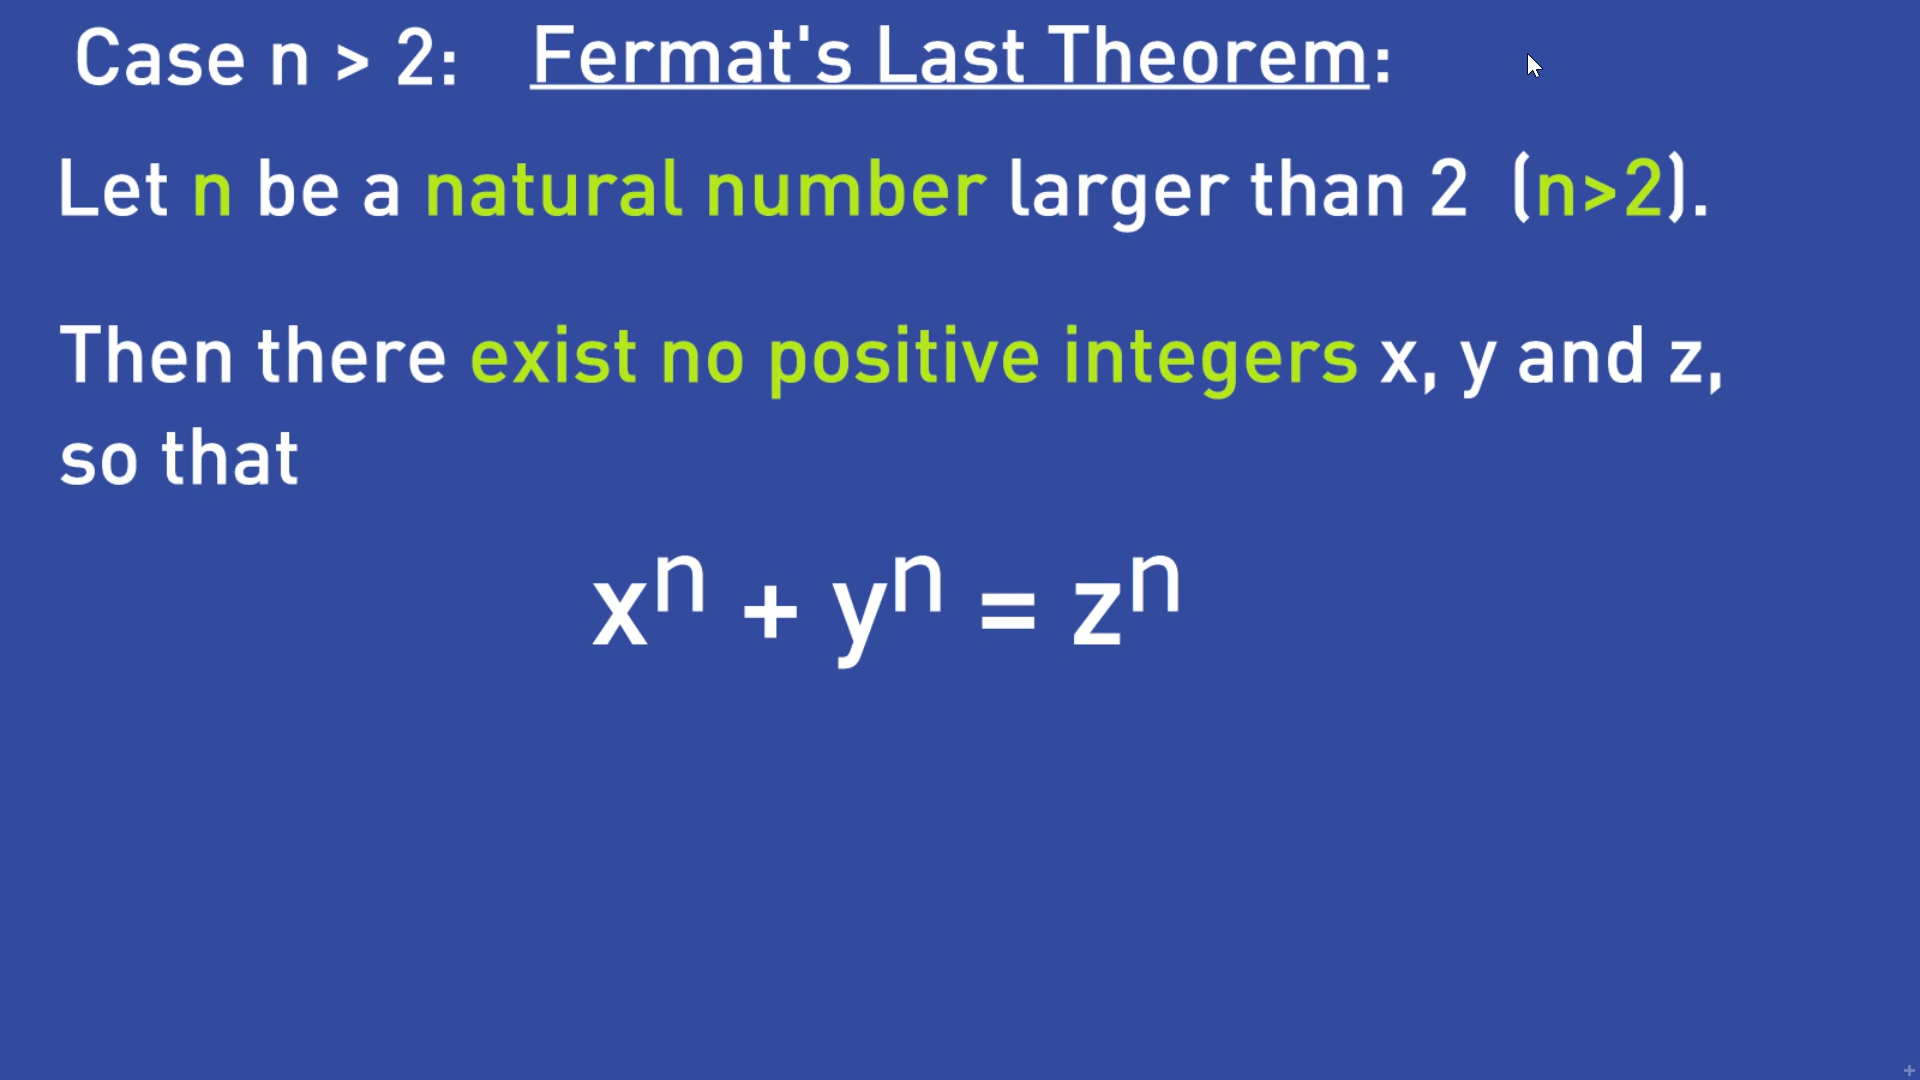 Case n > 2: Fermat's Last Theorem:
Let n be a natural number larger than 2 (n>2).
Then there exist no positive integers x, y and z,
so that
xⁿ + yⁿ = zⁿ